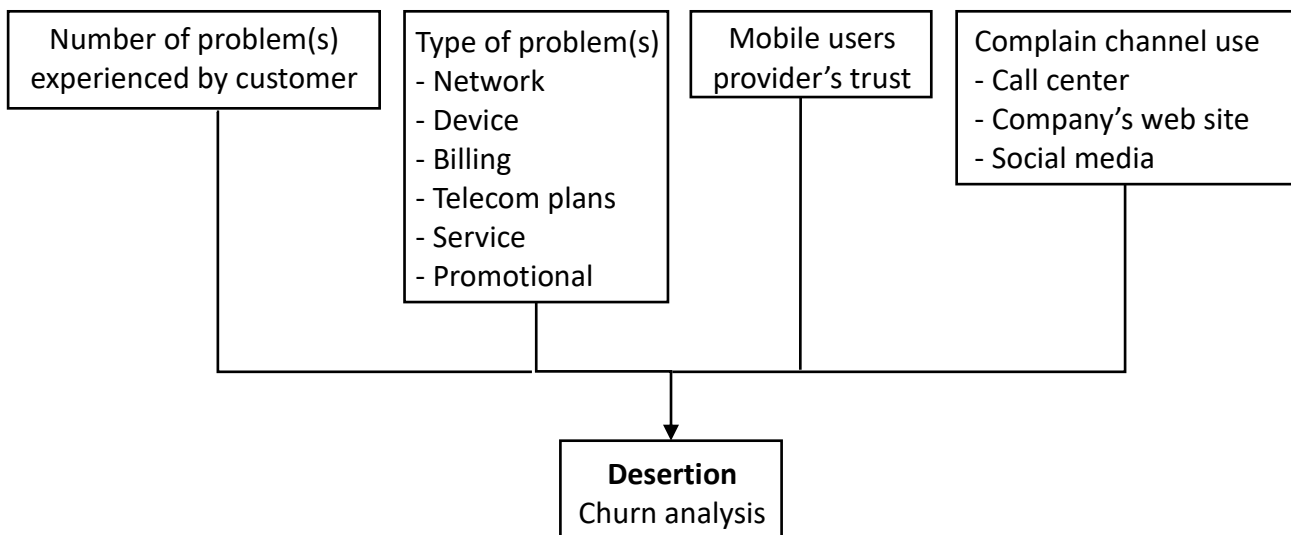 Number of problem(s)
experienced by customer
Type of problem(s)
- Network
- Device
- Billing
- Telecom plans
- Service
- Promotional
Mobile users
provider’s trust
Complain channel use
- Call center
- Company’s web site
- Social media
Desertion
Churn analysis